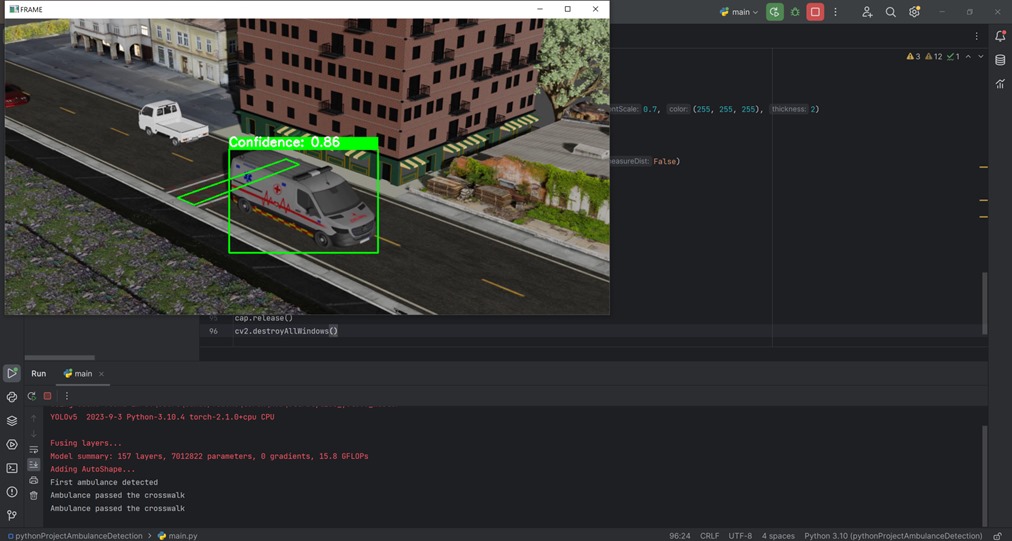 FRAME
main
3 12 1
Confidence: 0.86
0.7, color: (255, 255, 255), thickness: 2)
False)
cap.release()
96 cv2.destroyAllWindows()
Run main
YOLOv5 2023-9-3 Python-3.10.4 torch-2.1.0+cpu CPU
Fusing layers...
Model summary: 157 layers, 7012822 parameters, 0 gradients, 15.8 GFLOPs
Adding AutoShape...
First ambulance detected
Ambulance passed the crosswalk
Ambulance passed the crosswalk
pythonProjectAmbulanceDetection > main.py 96:24 CRLF UTF-8 4 spaces Python 3.10 (pythonProjectAmbulanceDetection)